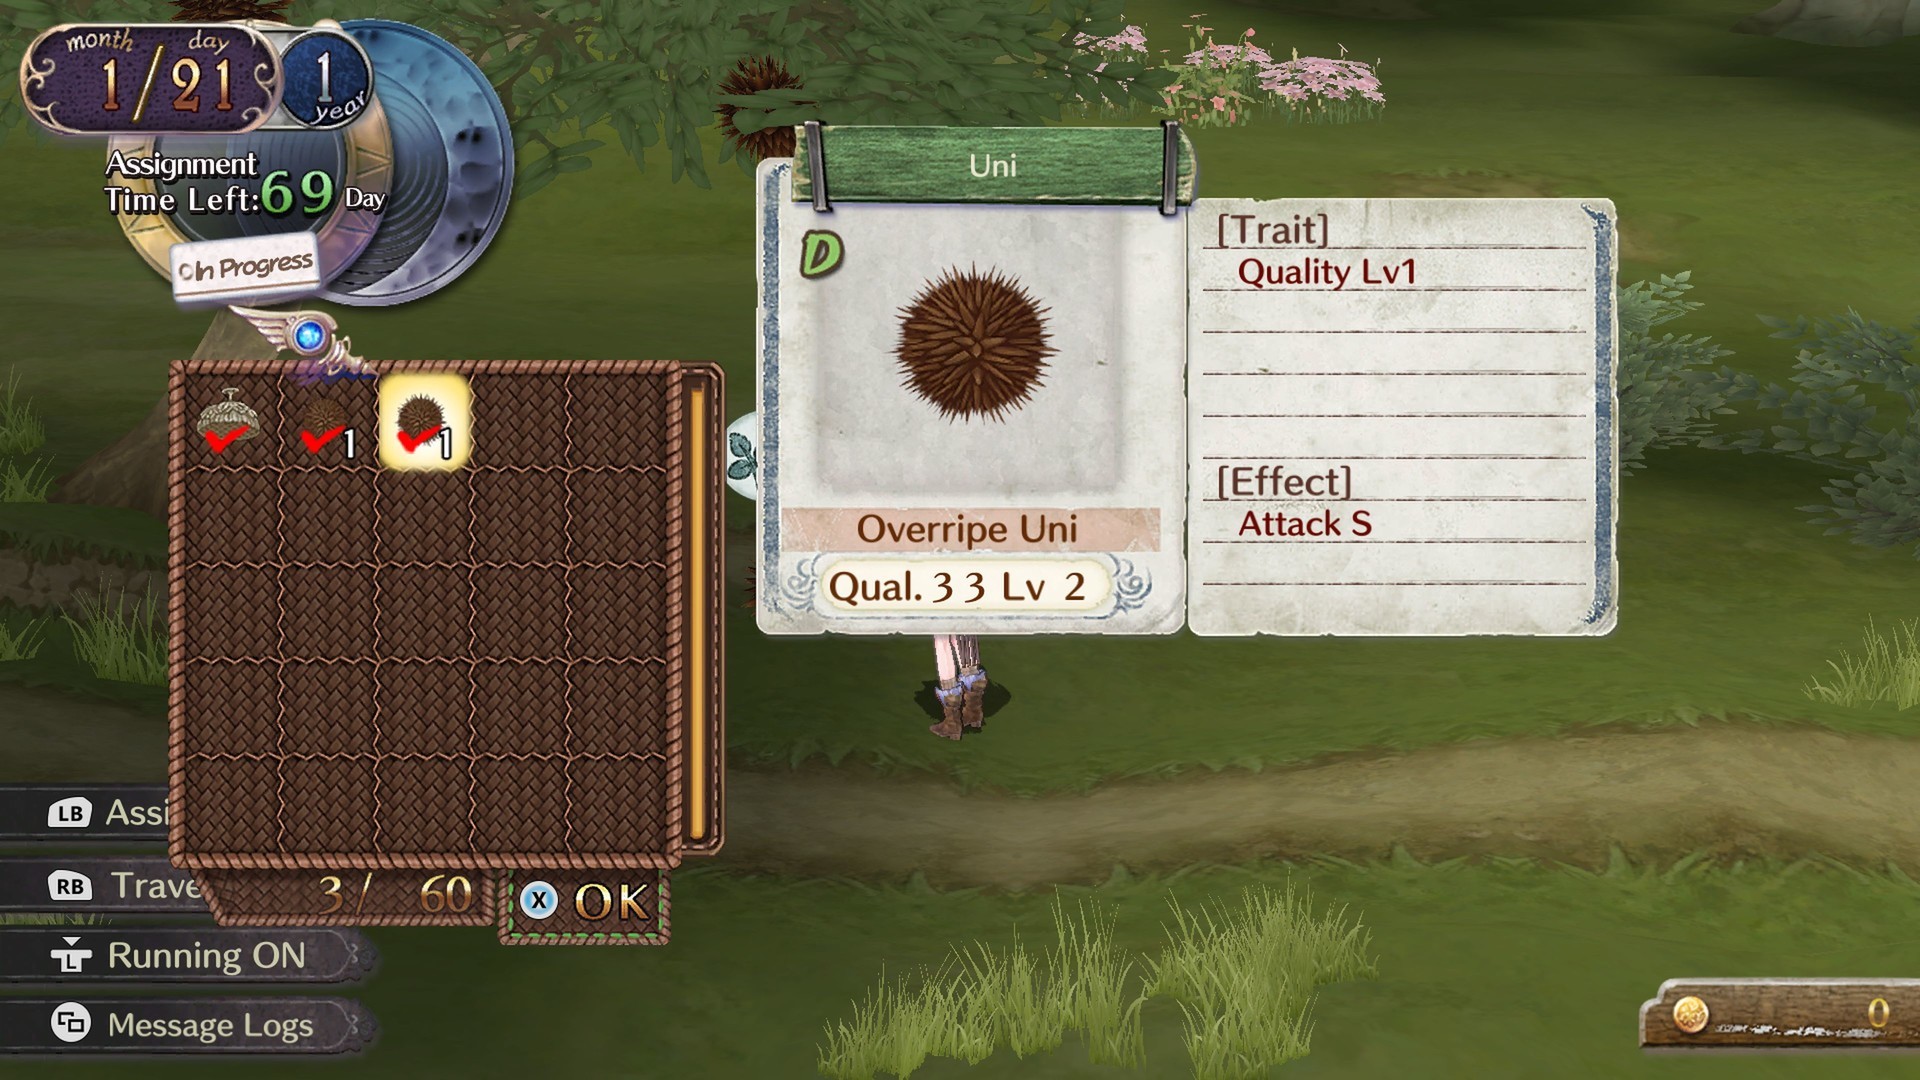 month day
1/21
1
year
Assignment
Time Left:69 Day
In Progress
1
1
3/ 60
X OK
LB Assi
RB Trave
L Running ON
Message Logs
Uni
D
Overripe Uni
Qual. 33 Lv 2
[Trait]
Quality Lv1
[Effect]
Attack S
0